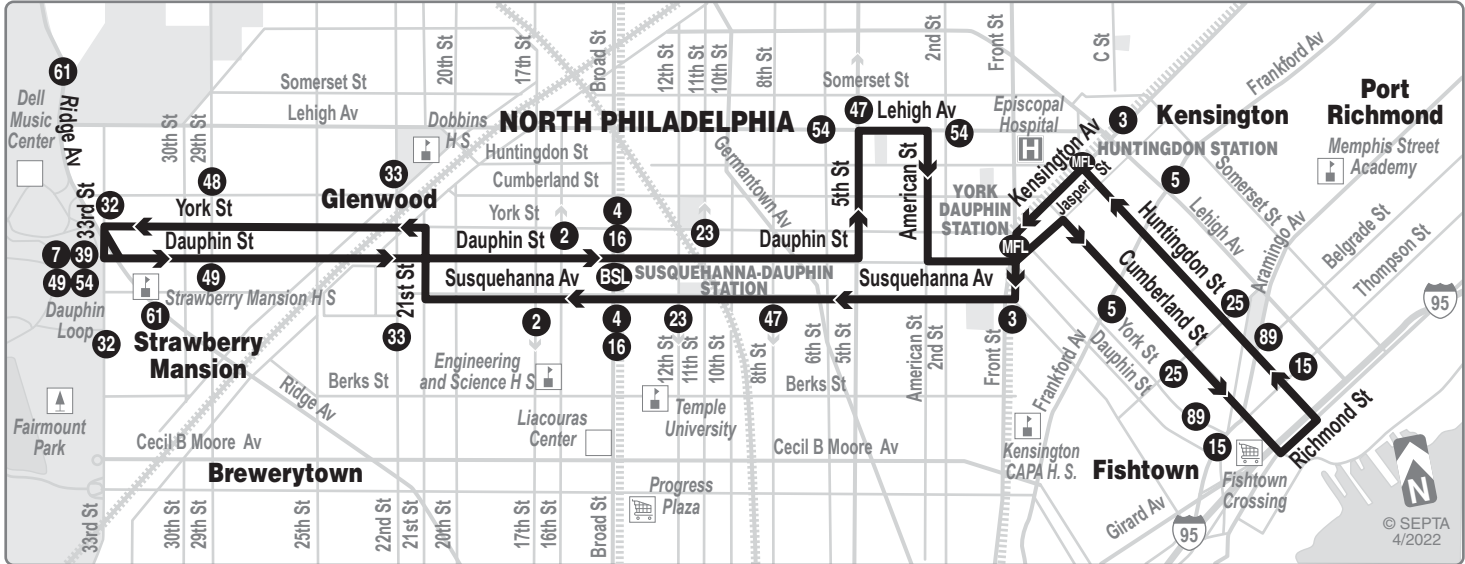 61
Ridge Av
Dell
Music
Center
30th St
29th St
Somerset St
Lehigh Av
20th St
17th St
Broad St
12th St
11th St
10th St
8th St
Somerset St
2nd St
Front St
C St
Frankford Av
Port
Richmond
Memphis Street
Academy
Dobbins
H S
Huntingdon St
Cumberland St
NORTH PHILADELPHIA
54
47
Lehigh Av
54
Episcopal
Hospital
H
Kensington Av
3
Kensington
HUNTINGDON STATION
MFL
Jasper St
5
Somerset St
Lehigh Av
Aramingo Av
Belgrade St
Thompson St
95
33rd St
32
48
York St
33
Glenwood
York St
2
4
16
23
Germantown Av
5th St
American St
YORK
DAUPHIN
STATION
MFL
Huntingdon St
Cumberland St
25
89
15
7
39
49
54
Dauphin
Loop
32
Dauphin St
49
Strawberry Mansion H S
61
Strawberry
Mansion
21st St
33
Dauphin St
Susquehanna Av
BSL
SUSQUEHANNA-DAUPHIN
STATION
Dauphin St
Susquehanna Av
2
4
16
23
47
3
5
York St
Dauphin St
25
89
15
Richmond St
Engineering
and Science H S
12th St
11th St
10th St
8th St
6th St
5th St
American St
2nd St
Front St
Frankford Av
Berks St
Ridge Av
Berks St
Temple
University
Liacouras
Center
Fairmount
Park
Cecil B Moore Av
Cecil B Moore Av
Kensington
CAPA H. S.
Fishtown
Fishtown
Crossing
Brewerytown
Progress
Plaza
33rd St
30th St
29th St
25th St
22nd St
21st St
20th St
17th St
16th St
Broad St
Girard Av
95
N
© SEPTA
4/2022